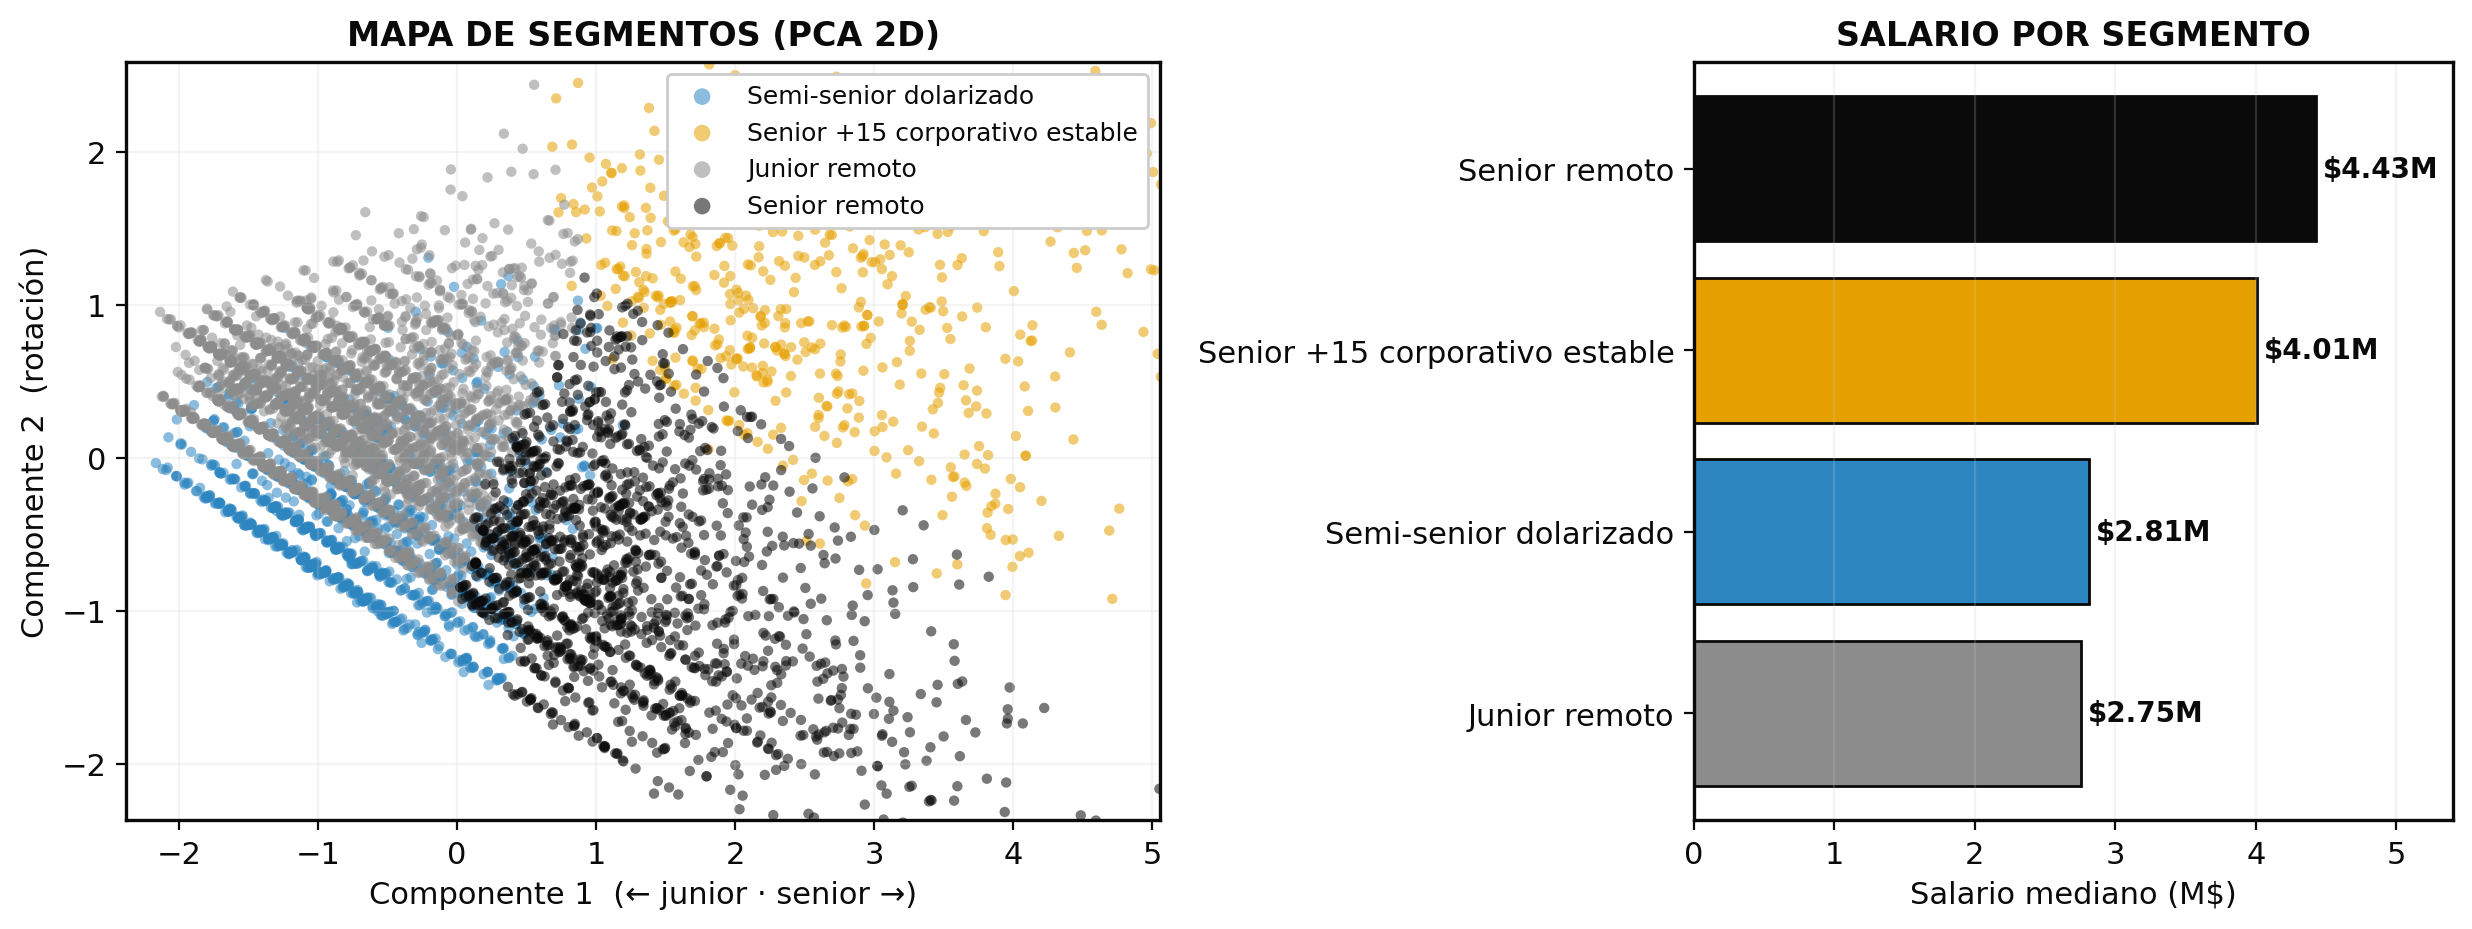 MAPA DE SEGMENTOS (PCA 2D)
Semi-senior dolarizado
Senior +15 corporativo estable
Junior remoto
Senior remoto
2
1
0
−1
−2
Componente 2  (rotación)
−2
−1
0
1
2
3
4
5
Componente 1  (← junior · senior →)
SALARIO POR SEGMENTO
Senior remoto
$4.43M
Senior +15 corporativo estable
$4.01M
Semi-senior dolarizado
$2.81M
Junior remoto
$2.75M
0
1
2
3
4
5
Salario mediano (M$)